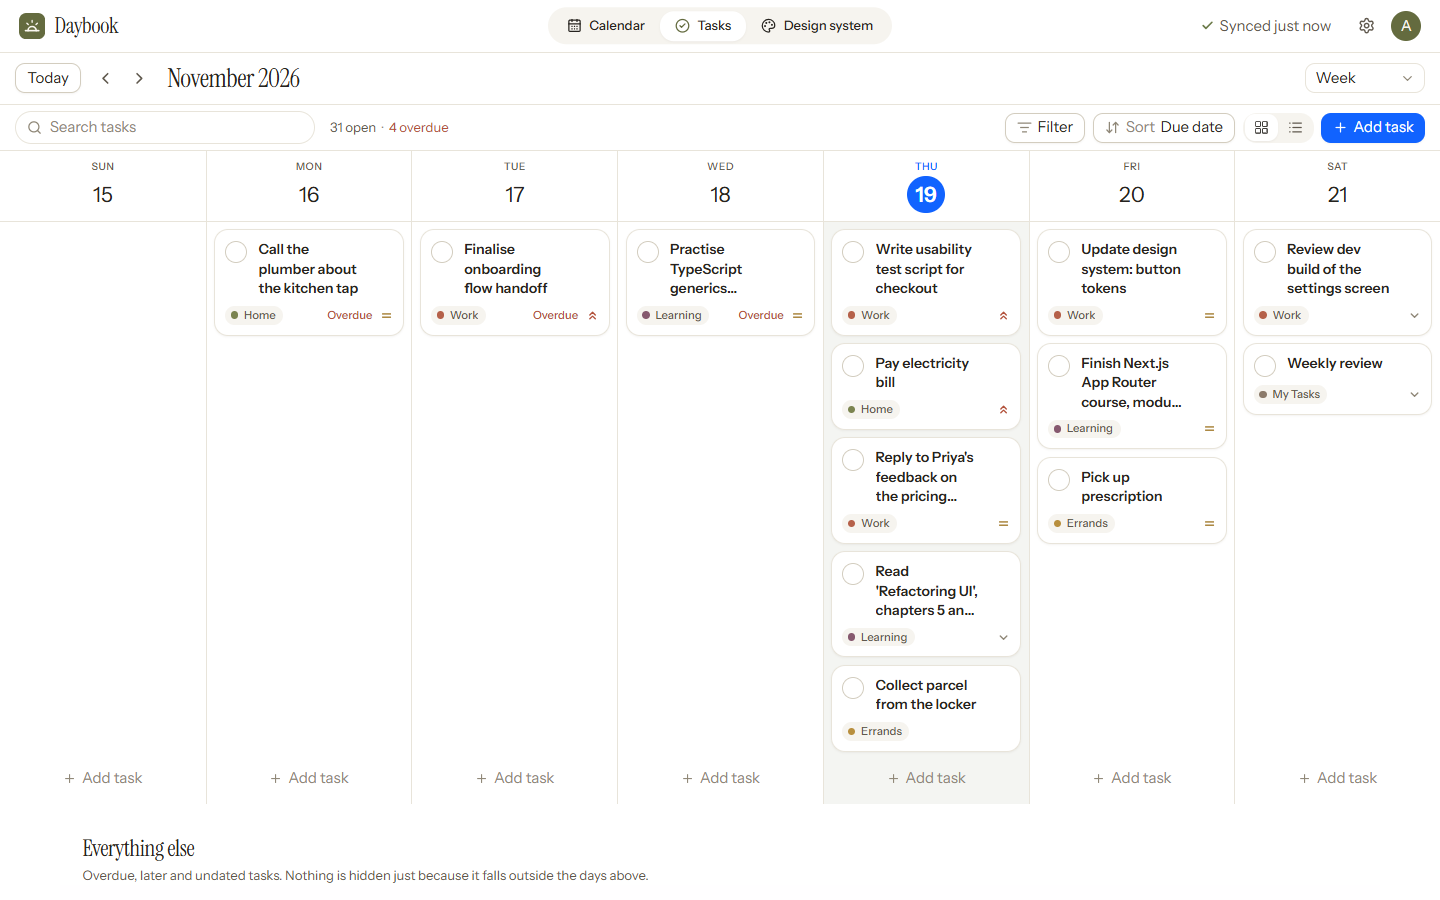 Daybook
Calendar
Tasks
Design system
Synced just now
A
Today
November 2026
Week
Search tasks
31 open · 4 overdue
Filter
Sort Due date
Add task
SUN
15
MON
16
TUE
17
WED
18
THU
19
FRI
20
SAT
21
Call the
plumber about
the kitchen tap
Home
Overdue
Finalise
onboarding
flow handoff
Work
Overdue
Practise
TypeScript
generics...
Learning
Overdue
Write usability
test script for
checkout
Work
Pay electricity
bill
Home
Reply to Priya's
feedback on
the pricing...
Work
Read
'Refactoring UI',
chapters 5 an...
Learning
Collect parcel
from the locker
Errands
Update design
system: button
tokens
Work
Finish Next.js
App Router
course, modu...
Learning
Pick up
prescription
Errands
Review dev
build of the
settings screen
Work
Weekly review
My Tasks
Add task
Add task
Add task
Add task
Add task
Add task
Add task
Everything else
Overdue, later and undated tasks. Nothing is hidden just because it falls outside the days above.